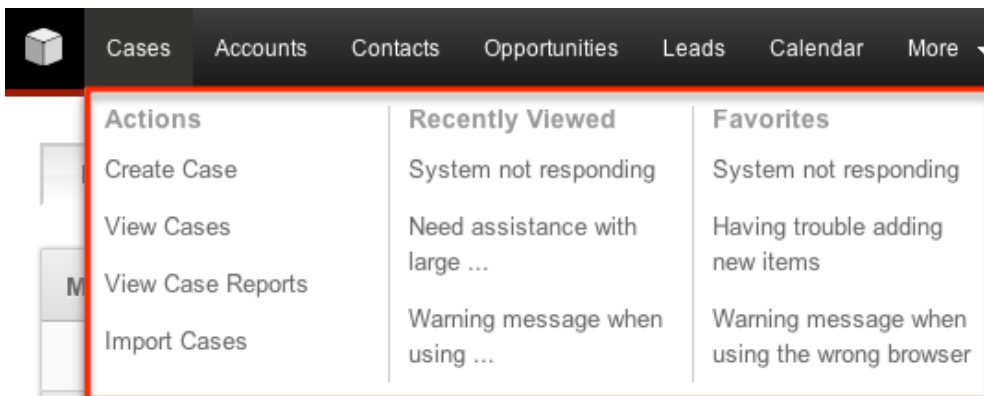 Cases Accounts Contacts Opportunities Leads Calendar More
Actions
Create Case
View Cases
View Case Reports
Import Cases
Recently Viewed
System not responding
Need assistance with
large ...
Warning message when
using ...
Favorites
System not responding
Having trouble adding
new items
Warning message when
using the wrong browser
M